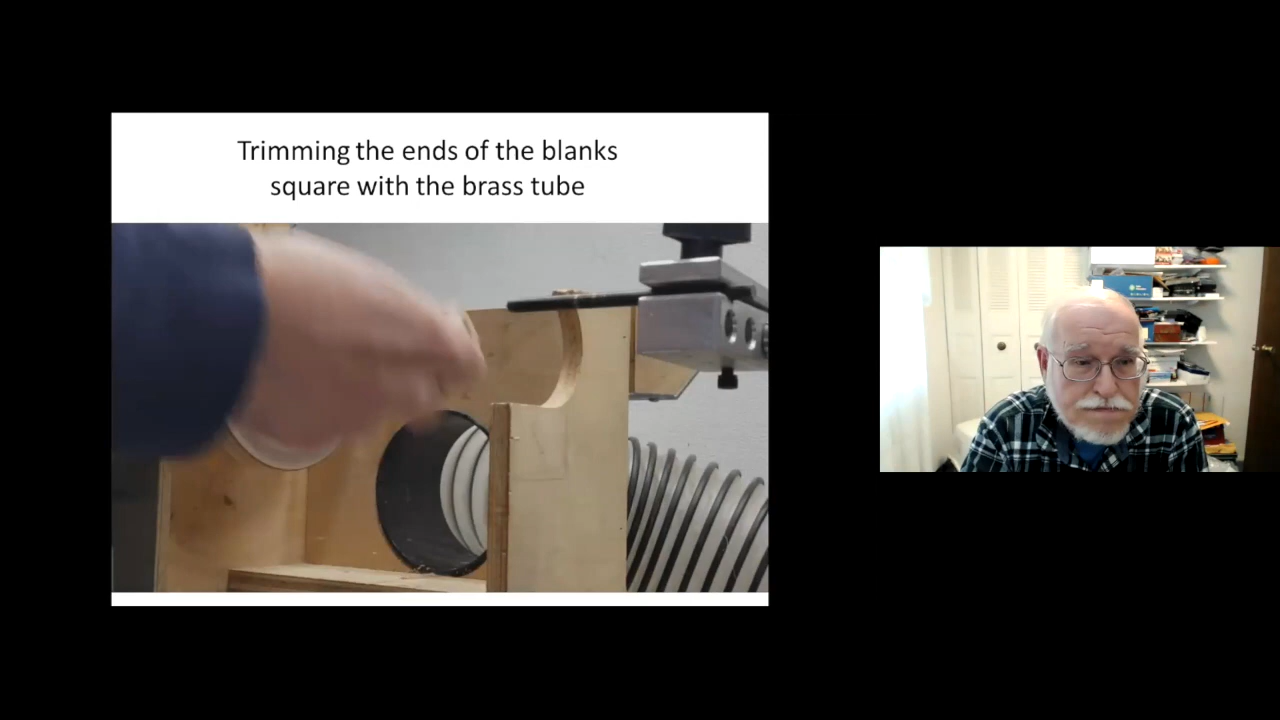 Trimming the ends of the blanks
square with the brass tube